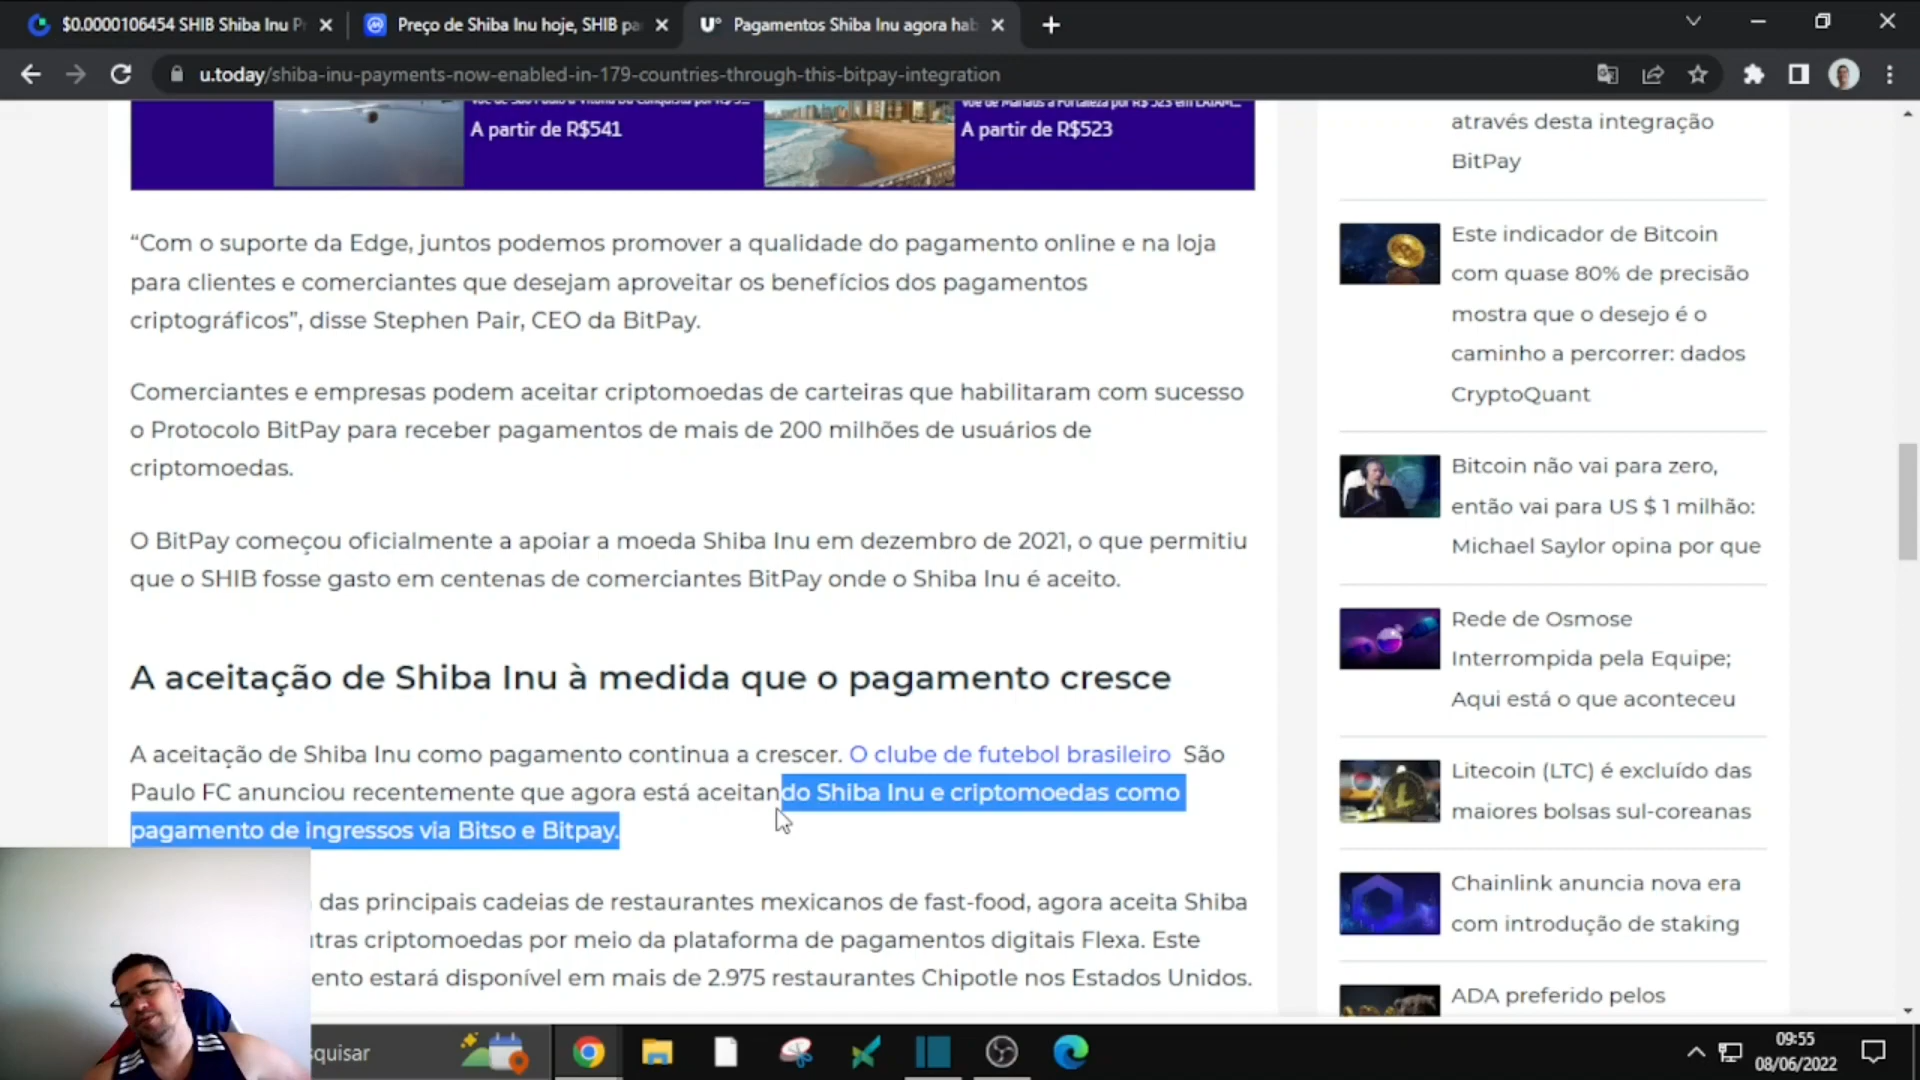 $0.0000106454 SHIB Shiba Inu P
Preço de Shiba Inu hoje, SHIB pa
U° Pagamentos Shiba Inu agora hab
u.today/shiba-inu-payments-now-enabled-in-179-countries-through-this-bitpay-integration
A partir de R$541
A partir de R$523
“Com o suporte da Edge, juntos podemos promover a qualidade do pagamento online e na loja
para clientes e comerciantes que desejam aproveitar os benefícios dos pagamentos
criptográficos”, disse Stephen Pair, CEO da BitPay.
Comerciantes e empresas podem aceitar criptomoedas de carteiras que habilitaram com sucesso
o Protocolo BitPay para receber pagamentos de mais de 200 milhões de usuários de
criptomoedas.
O BitPay começou oficialmente a apoiar a moeda Shiba Inu em dezembro de 2021, o que permitiu
que o SHIB fosse gasto em centenas de comerciantes BitPay onde o Shiba Inu é aceito.
A aceitação de Shiba Inu à medida que o pagamento cresce
A aceitação de Shiba Inu como pagamento continua a crescer. O clube de futebol brasileiro São
Paulo FC anunciou recentemente que agora está aceitando Shiba Inu e criptomoedas como
pagamento de ingressos via Bitso e Bitpay.
das principais cadeias de restaurantes mexicanos de fast-food, agora aceita Shiba
utras criptomoedas por meio da plataforma de pagamentos digitais Flexa. Este
ento estará disponível em mais de 2.975 restaurantes Chipotle nos Estados Unidos.
através desta integração
BitPay
Este indicador de Bitcoin
com quase 80% de precisão
mostra que o desejo é o
caminho a percorrer: dados
CryptoQuant
Bitcoin não vai para zero,
então vai para US $ 1 milhão:
Michael Saylor opina por que
Rede de Osmose
Interrompida pela Equipe;
Aqui está o que aconteceu
Litecoin (LTC) é excluído das
maiores bolsas sul-coreanas
Chainlink anuncia nova era
com introdução de staking
ADA preferido pelos
squisar
09:55
08/06/2022